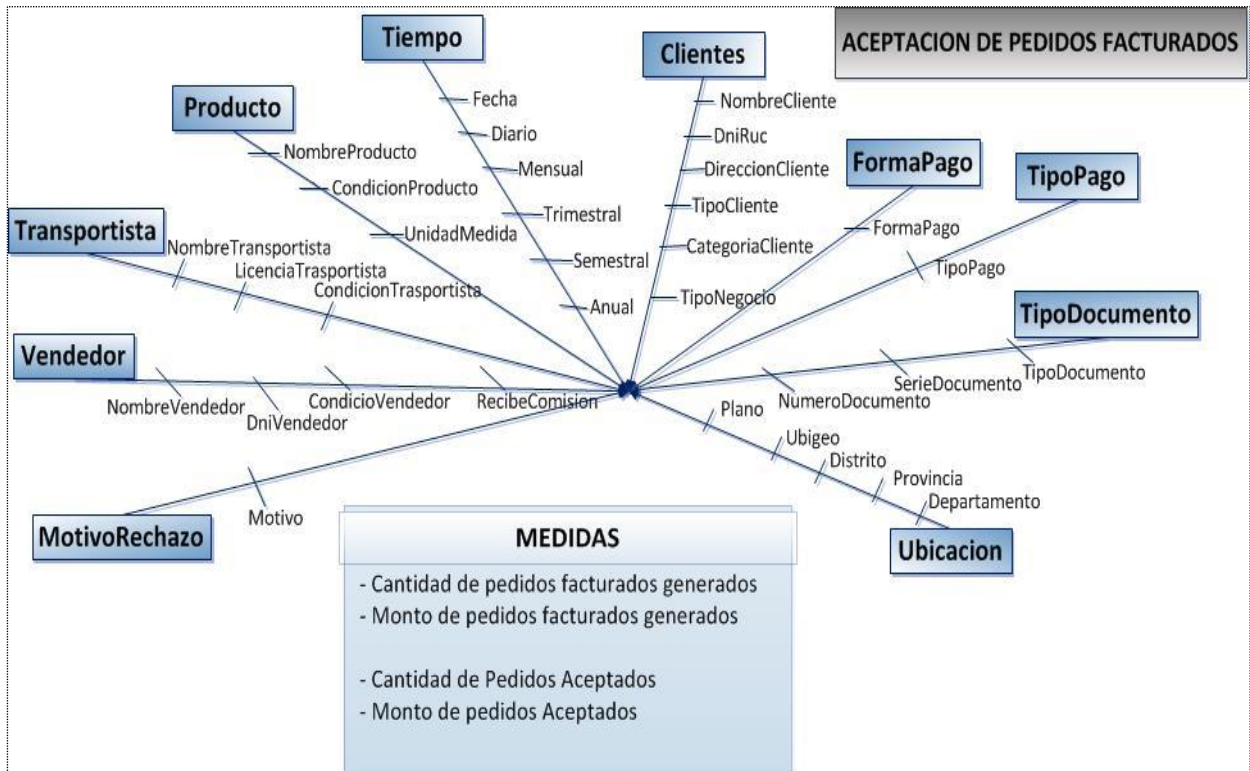 ACEPTACION DE PEDIDOS FACTURADOS
Tiempo
Fecha
Diario
Mensual
Trimestral
Semestral
Anual
Clientes
NombreCliente
DniRuc
DireccionCliente
TipoCliente
CategoriaCliente
TipoNegocio
Producto
NombreProducto
CondicionProducto
UnidadMedida
FormaPago
FormaPago
TipoPago
TipoPago
Transportista
NombreTransportista
LicenciaTrasportista
CondicionTrasportista
TipoDocumento
TipoDocumento
SerieDocumento
NumeroDocumento
Vendedor
NombreVendedor
DniVendedor
CondicioVendedor
RecibeComision
Plano
Ubigeo
Distrito
Provincia
Departamento
Ubicacion
MotivoRechazo
Motivo
MEDIDAS
- Cantidad de pedidos facturados generados
- Monto de pedidos facturados generados
- Cantidad de Pedidos Aceptados
- Monto de pedidos Aceptados